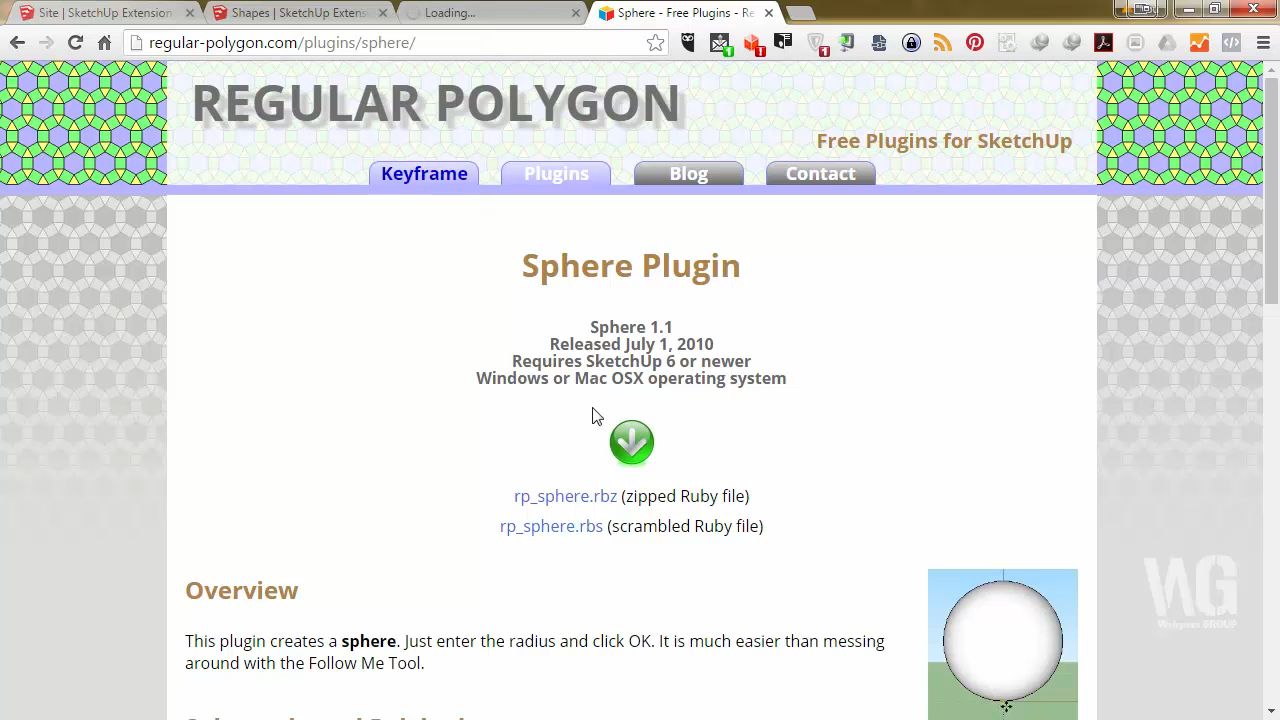 Site | SketchUp Extension
Shapes | SketchUp Extens
Loading...
Sphere - Free Plugins - Re
regular-polygon.com/plugins/sphere/
REGULAR POLYGON
Free Plugins for SketchUp
Keyframe
Plugins
Blog
Contact
Sphere Plugin
Sphere 1.1
Released July 1, 2010
Requires SketchUp 6 or newer
Windows or Mac OSX operating system
rp_sphere.rbz (zipped Ruby file)
rp_sphere.rbs (scrambled Ruby file)
Overview
This plugin creates a sphere. Just enter the radius and click OK. It is much easier than messing
around with the Follow Me Tool.
WG